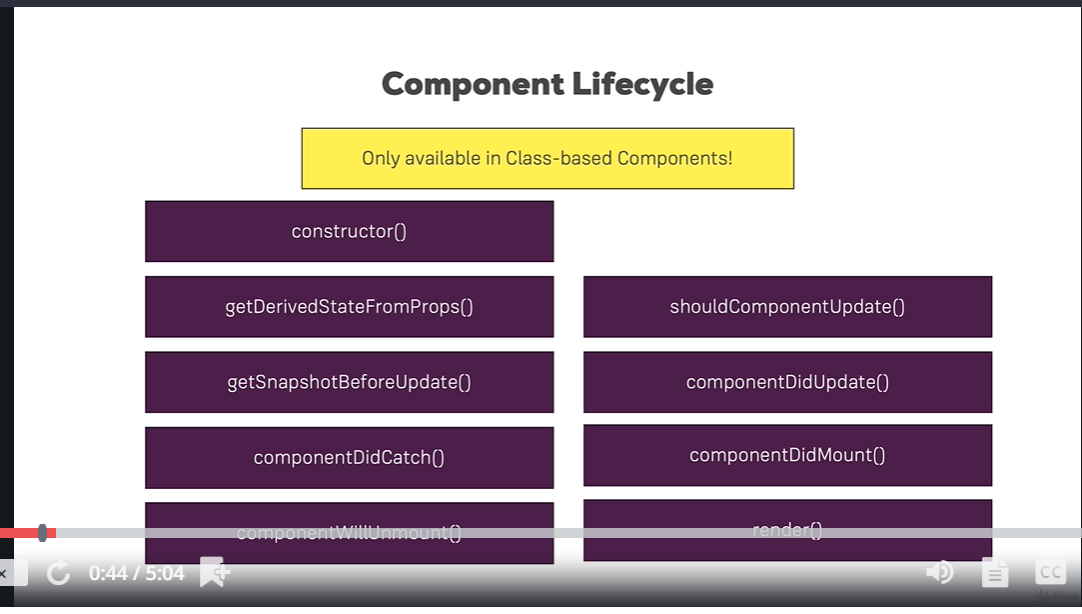 Component Lifecycle
Only available in Class-based Components!
constructor()
getDerivedStateFromProps()
shouldComponentUpdate()
getSnapshotBeforeUpdate()
componentDidUpdate()
componentDidCatch()
componentDidMount()
componentWillUnmount()
render()
x
0:44 / 5:04
CC